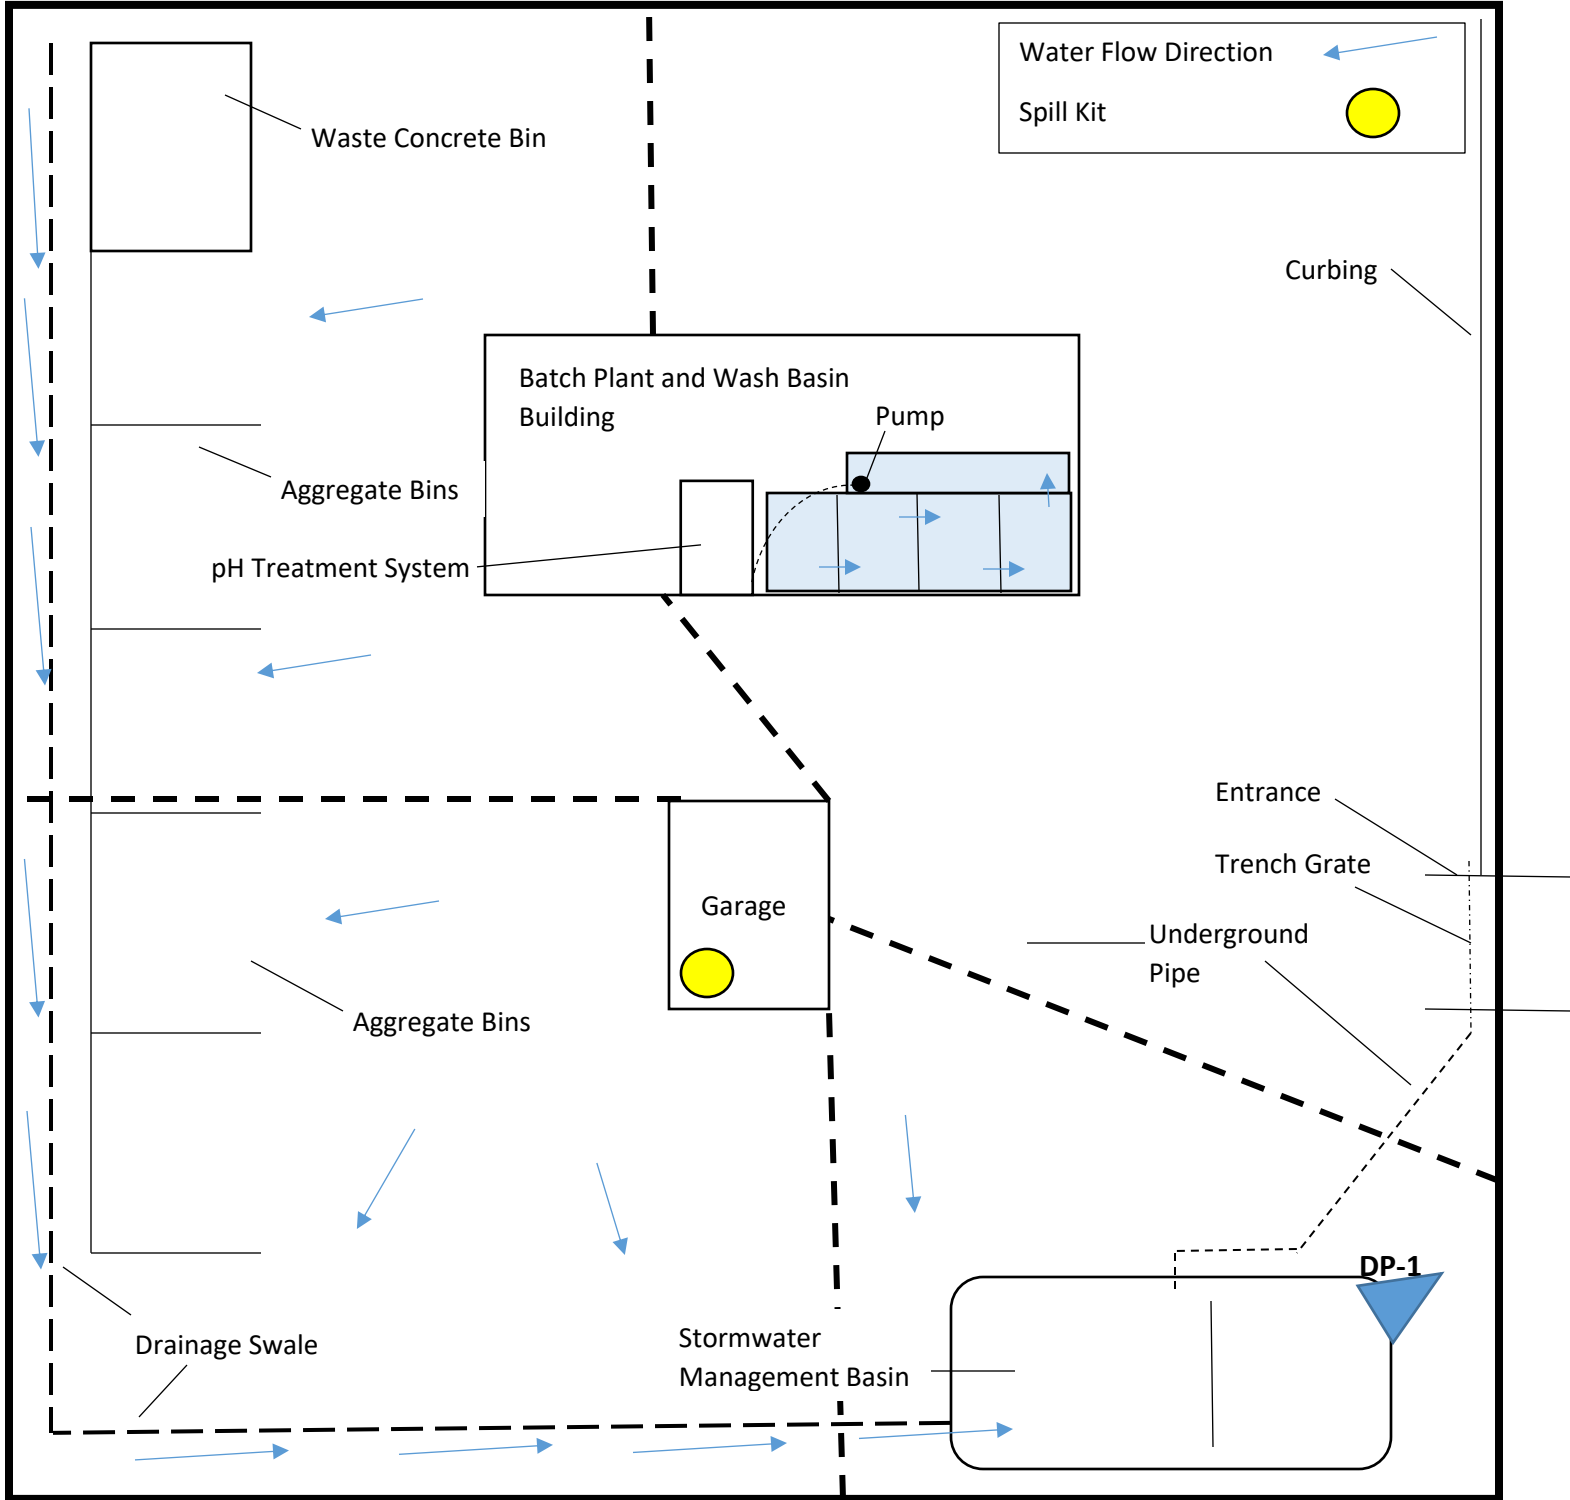 Water Flow Direction
Spill Kit
Waste Concrete Bin
Curbing
Batch Plant and Wash Basin
Building
Pump
Aggregate Bins
pH Treatment System
Entrance
Trench Grate
Garage
Underground
Pipe
Aggregate Bins
DP-1
Drainage Swale
Stormwater
Management Basin